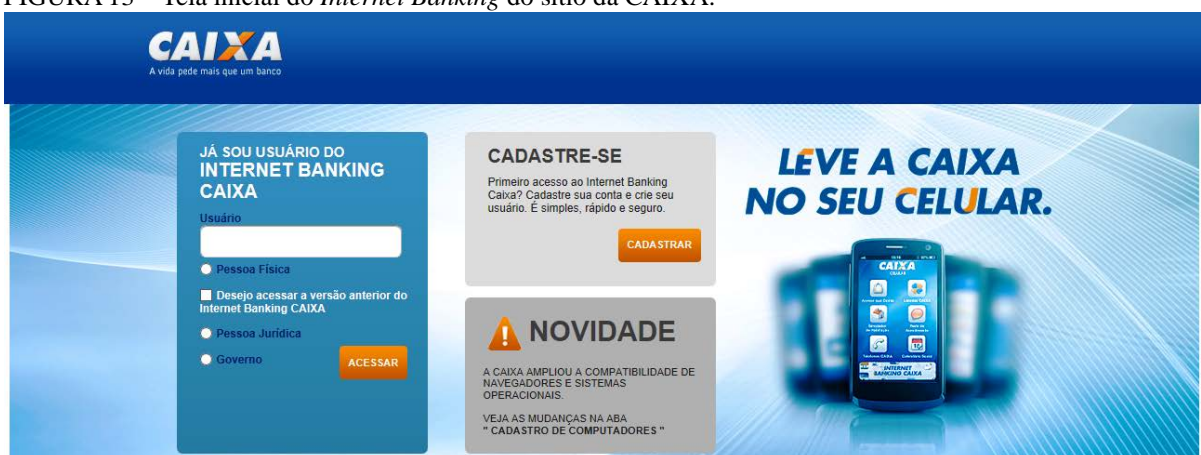 FIGURA 13 – Tela inicial do Internet Banking do sítio da CAIXA.
CAIXA
A vida pede mais que um banco
JÁ SOU USUÁRIO DO
INTERNET BANKING
CAIXA
Usuário
Pessoa Física
Desejo acessar a versão anterior do
Internet Banking CAIXA
Pessoa Jurídica
Governo
ACESSAR
CADASTRE-SE
Primeiro acesso ao Internet Banking
Caixa? Cadastre sua conta e crie seu
usuário. É simples, rápido e seguro.
CADASTRAR
NOVIDADE
A CAIXA AMPLIOU A COMPATIBILIDADE DE
NAVEGADORES E SISTEMAS
OPERACIONAIS.
VEJA AS MUDANÇAS NA ABA
" CADASTRO DE COMPUTADORES "
LEVE A CAIXA
NO SEU CELULAR.
CAIXA
INTERNET
BANKING CAIXA